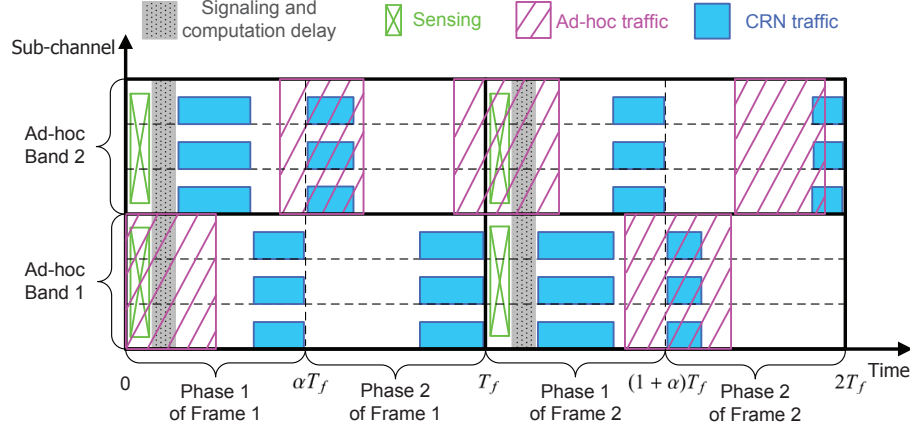 Signaling and
computation delay
Sensing
Ad-hoc traffic
CRN traffic
Sub-channel
Ad-hoc
Band 2
Ad-hoc
Band 1
Time
0
αT_f
T_f
(1 + α)T_f
2T_f
Phase 1
of Frame 1
Phase 2
of Frame 1
Phase 1
of Frame 2
Phase 2
of Frame 2